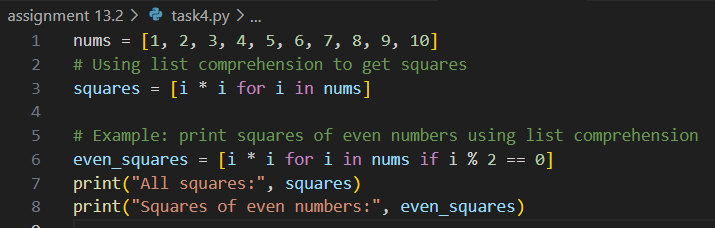 assignment 13.2 > task4.py > ...
1 nums = [1, 2, 3, 4, 5, 6, 7, 8, 9, 10]
2 # Using list comprehension to get squares
3 squares = [i * i for i in nums]
4
5 # Example: print squares of even numbers using list comprehension
6 even_squares = [i * i for i in nums if i % 2 == 0]
7 print("All squares:", squares)
8 print("Squares of even numbers:", even_squares)